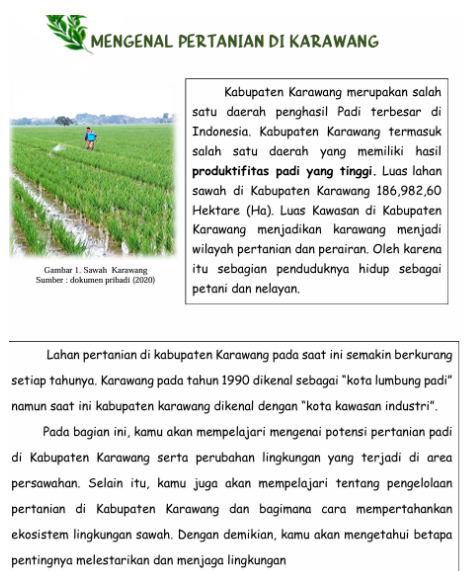 MENGENAL PERTANIAN DI KARAWANG
Kabupaten Karawang merupakan salah
satu daerah penghasil Padi terbesar di
Indonesia. Kabupaten Karawang termasuk
salah satu daerah yang memiliki hasil
produktifitas padi yang tinggi. Luas lahan
sawah di Kabupaten Karawang 186,982,60
Hektare (Ha). Luas Kawasan di Kabupaten
Karawang menjadikan karawang menjadi
wilayah pertanian dan perairan. Oleh karena
itu sebagian penduduknya hidup sebagai
petani dan nelayan.
Gambar 1. Sawah Karawang
Sumber : dokumen pribadi (2020)
Lahan pertanian di kabupaten Karawang pada saat ini semakin berkurang
setiap tahunya. Karawang pada tahun 1990 dikenal sebagai “kota lumbung padi”
namun saat ini kabupaten karawang dikenal dengan “kota kawasan industri”.
Pada bagian ini, kamu akan mempelajari mengenai potensi pertanian padi
di Kabupaten Karawang serta perubahan lingkungan yang terjadi di area
persawahan. Selain itu, kamu juga akan mempelajari tentang pengelolaan
pertanian di Kabupaten Karawang dan bagimana cara mempertahankan
ekosistem lingkungan sawah. Dengan demikian, kamu akan mengetahui betapa
pentingnya melestarikan dan menjaga lingkungan